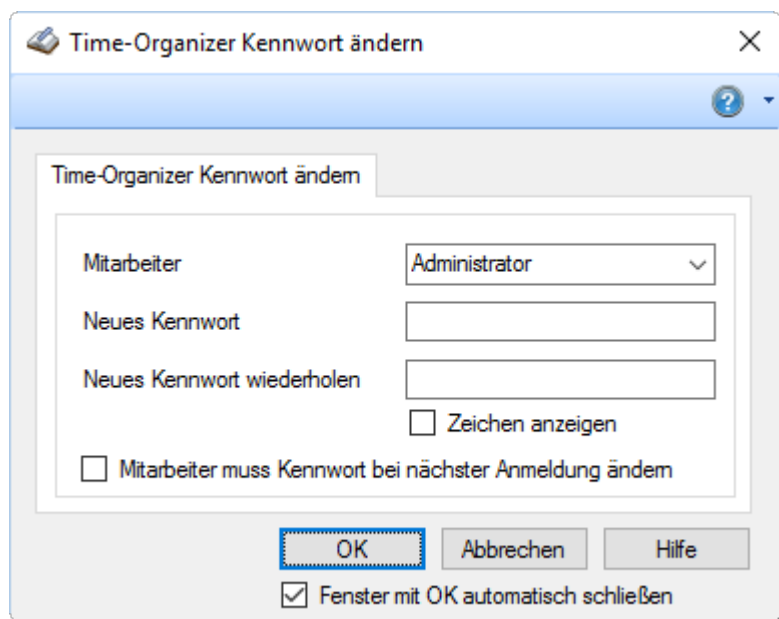 Time-Organizer Kennwort ändern
Time-Organizer Kennwort ändern
Mitarbeiter Administrator
Neues Kennwort
Neues Kennwort wiederholen
Zeichen anzeigen
Mitarbeiter muss Kennwort bei nächster Anmeldung ändern
OK Abbrechen Hilfe
Fenster mit OK automatisch schließen